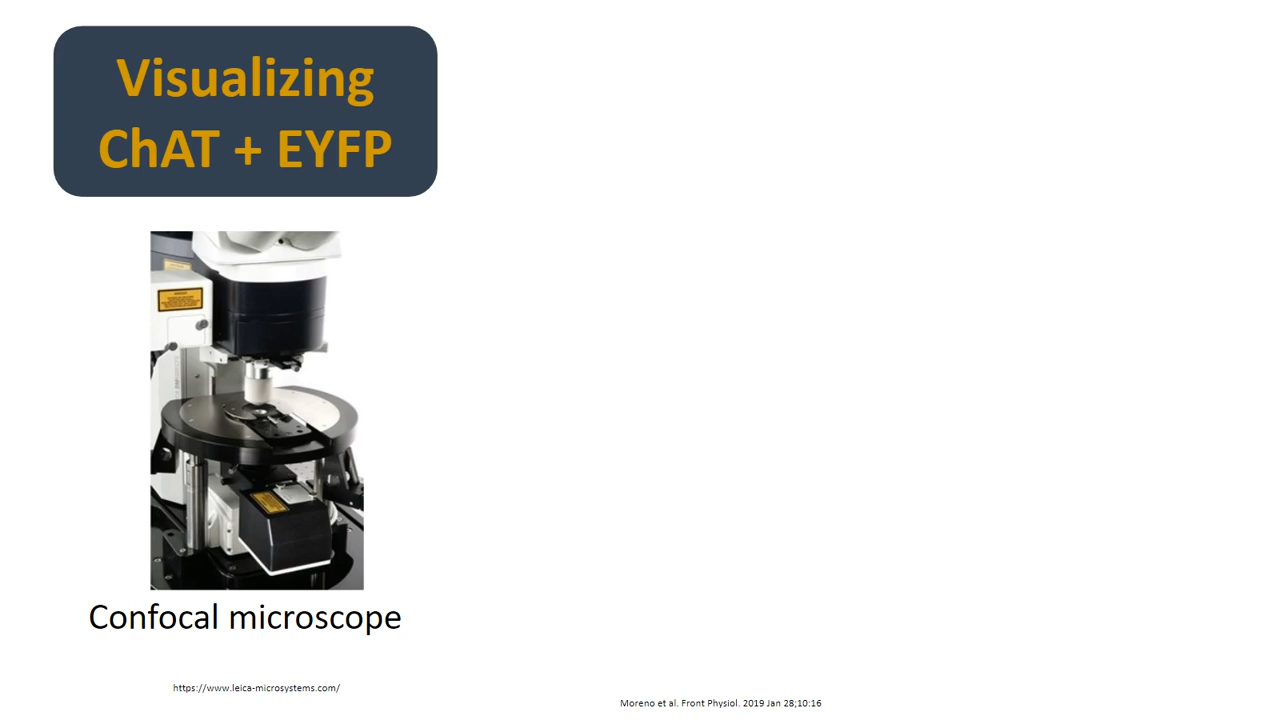 Visualizing
ChAT + EYFP
Confocal microscope
https://www.leica-microsystems.com/
Moreno et al. Front Physiol. 2019 Jan 28;10:16